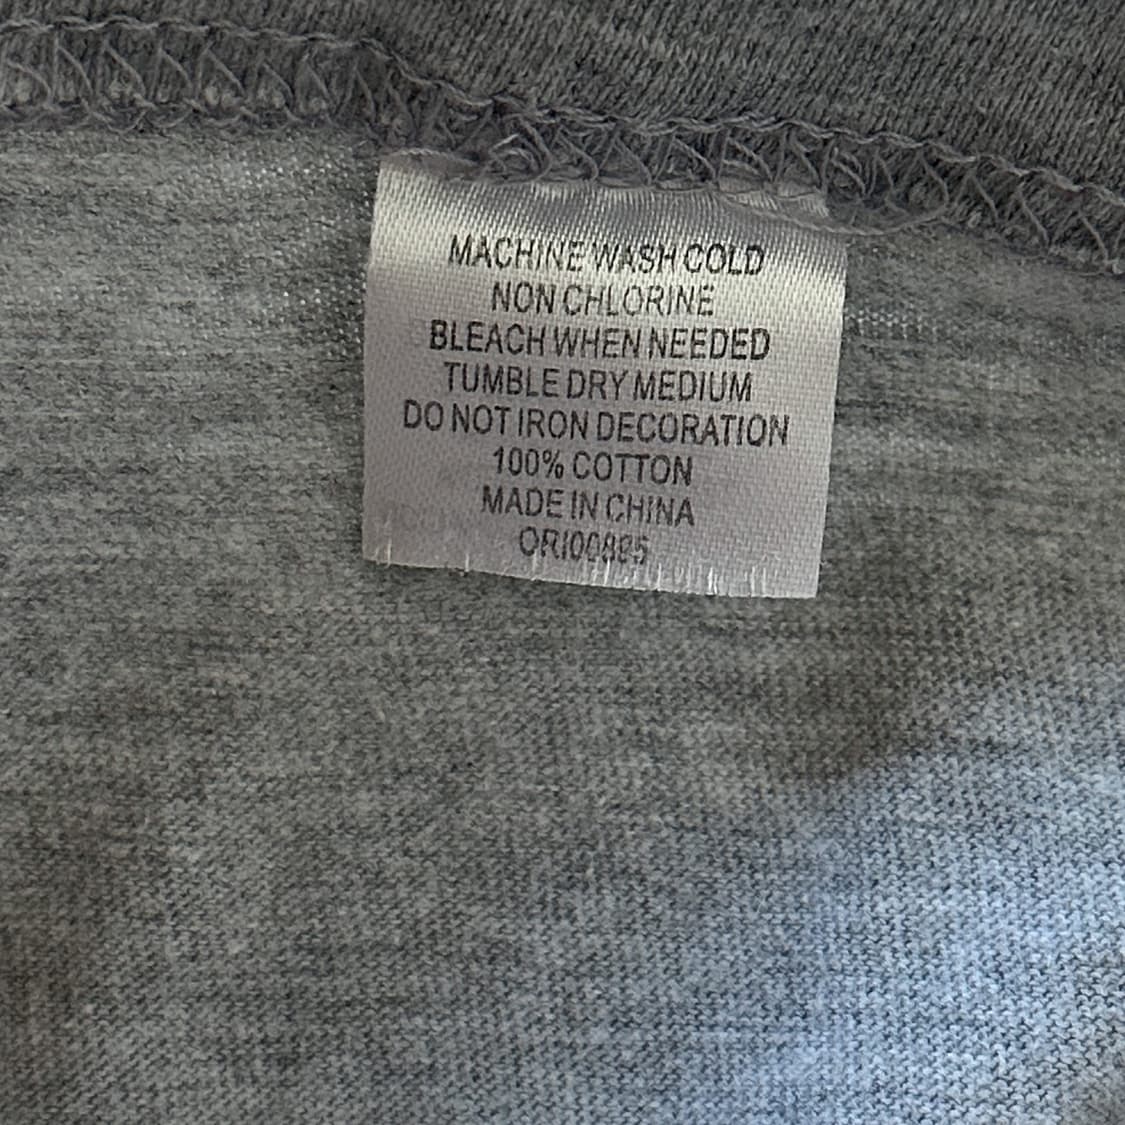 MACHINE WASH COLD
NON CHLORINE
BLEACH WHEN NEEDED
TUMBLE DRY MEDIUM
DO NOT IRON DECORATION
100% COTTON
MADE IN CHINA